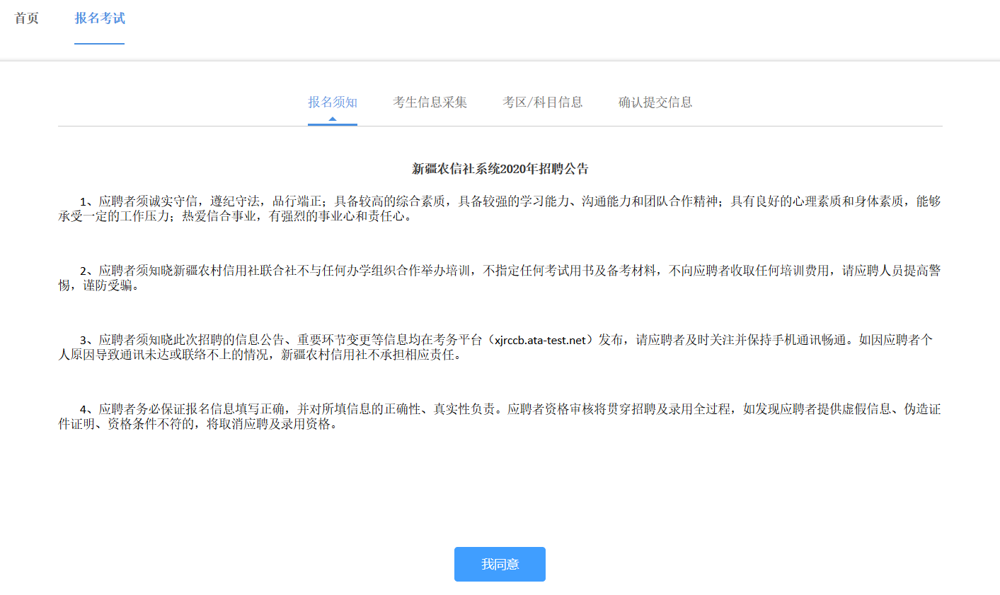 首页 报名考试
报名须知 考生信息采集 考区/科目信息 确认提交信息
新疆农信社系统2020年招聘公告
1、应聘者须诚实守信，遵纪守法，品行端正；具备较高的综合素质，具备较强的学习能力、沟通能力和团队合作精神；具有良好的心理素质和身体素质，能够
承受一定的工作压力；热爱信合事业，有强烈的事业心和责任心。
2、应聘者须知晓新疆农村信用社联合社不与任何办学组织合作举办培训，不指定任何考试用书及备考材料，不向应聘者收取任何培训费用，请应聘人员提高警
惕，谨防受骗。
3、应聘者须知晓此次招聘的信息公告、重要环节变更等信息均在考务平台（xjrccb.ata-test.net）发布，请应聘者及时关注并保持手机通讯畅通。如因应聘者个
人原因导致通讯未达或联络不上的情况，新疆农村信用社不承担相应责任。
4、应聘者务必保证报名信息填写正确，并对所填信息的正确性、真实性负责。应聘者资格审核将贯穿招聘及录用全过程，如发现应聘者提供虚假信息、伪造证
件证明、资格条件不符的，将取消应聘及录用资格。
我同意